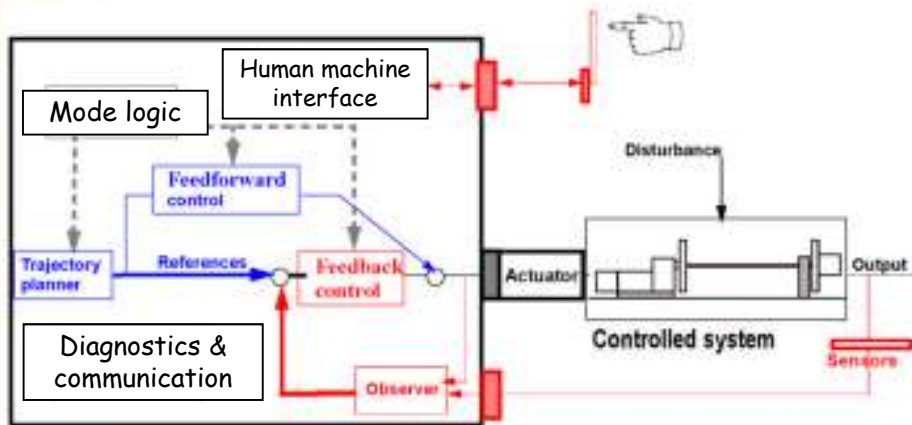 Human machine
interface
Mode logic
Disturbance
Feedforward
control
Trajectory
planner
References
Feedback
control
Actuator
Output
Controlled system
Sensors
Diagnostics &
communication
Observer